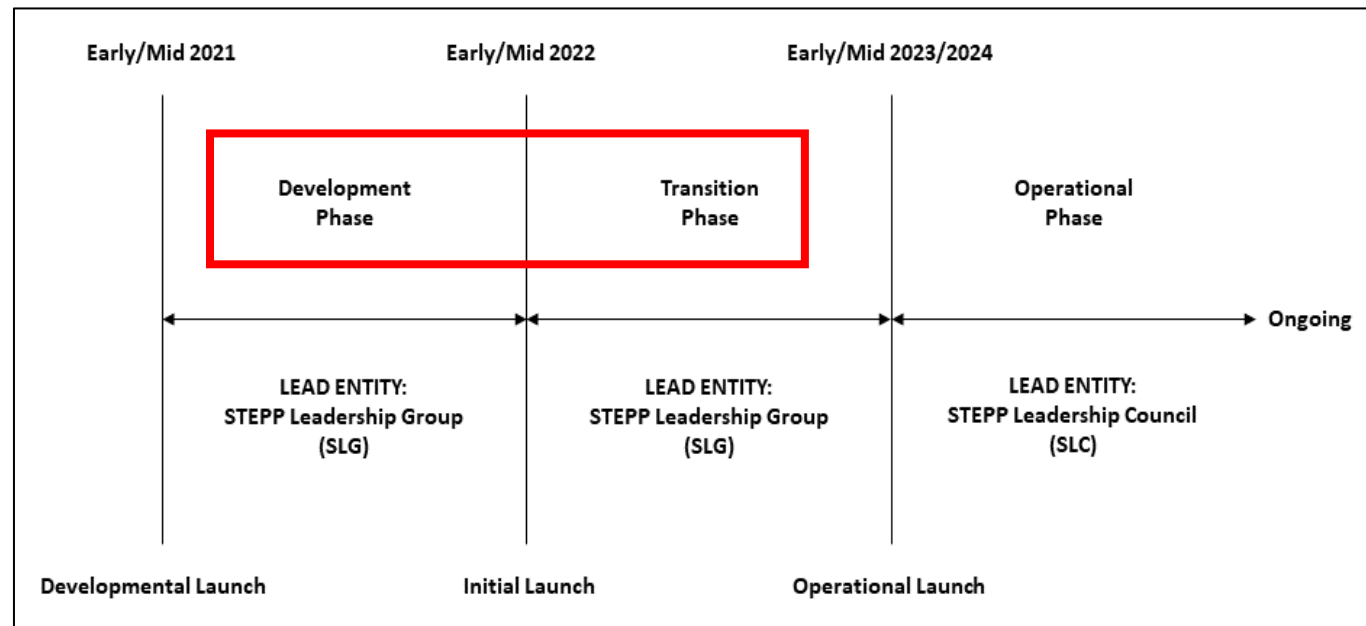 Early/Mid 2021
Early/Mid 2022
Early/Mid 2023/2024
Development
Phase
Transition
Phase
Operational
Phase
Ongoing
LEAD ENTITY:
STEPP Leadership Group
(SLG)
LEAD ENTITY:
STEPP Leadership Group
(SLG)
LEAD ENTITY:
STEPP Leadership Council
(SLC)
Developmental Launch
Initial Launch
Operational Launch